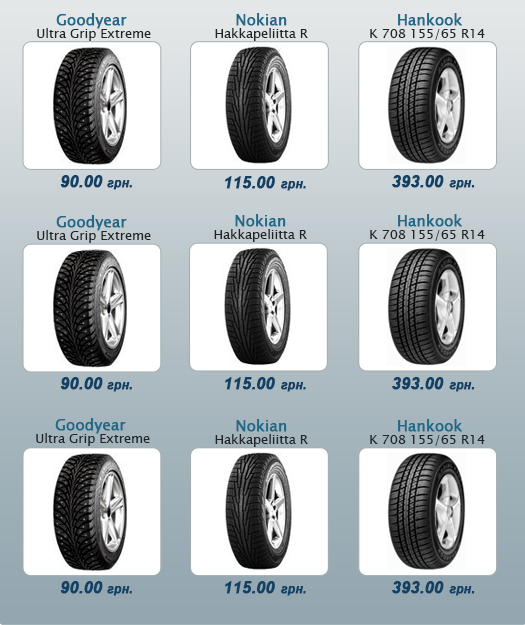 Goodyear
Ultra Grip Extreme
Nokian
Hakkapeliitta R
Hankook
K 708 155/65 R14
90.00 грн.
115.00 грн.
393.00 грн.
Goodyear
Ultra Grip Extreme
Nokian
Hakkapeliitta R
Hankook
K 708 155/65 R14
90.00 грн.
115.00 грн.
393.00 грн.
Goodyear
Ultra Grip Extreme
Nokian
Hakkapeliitta R
Hankook
K 708 155/65 R14
90.00 грн.
115.00 грн.
393.00 грн.